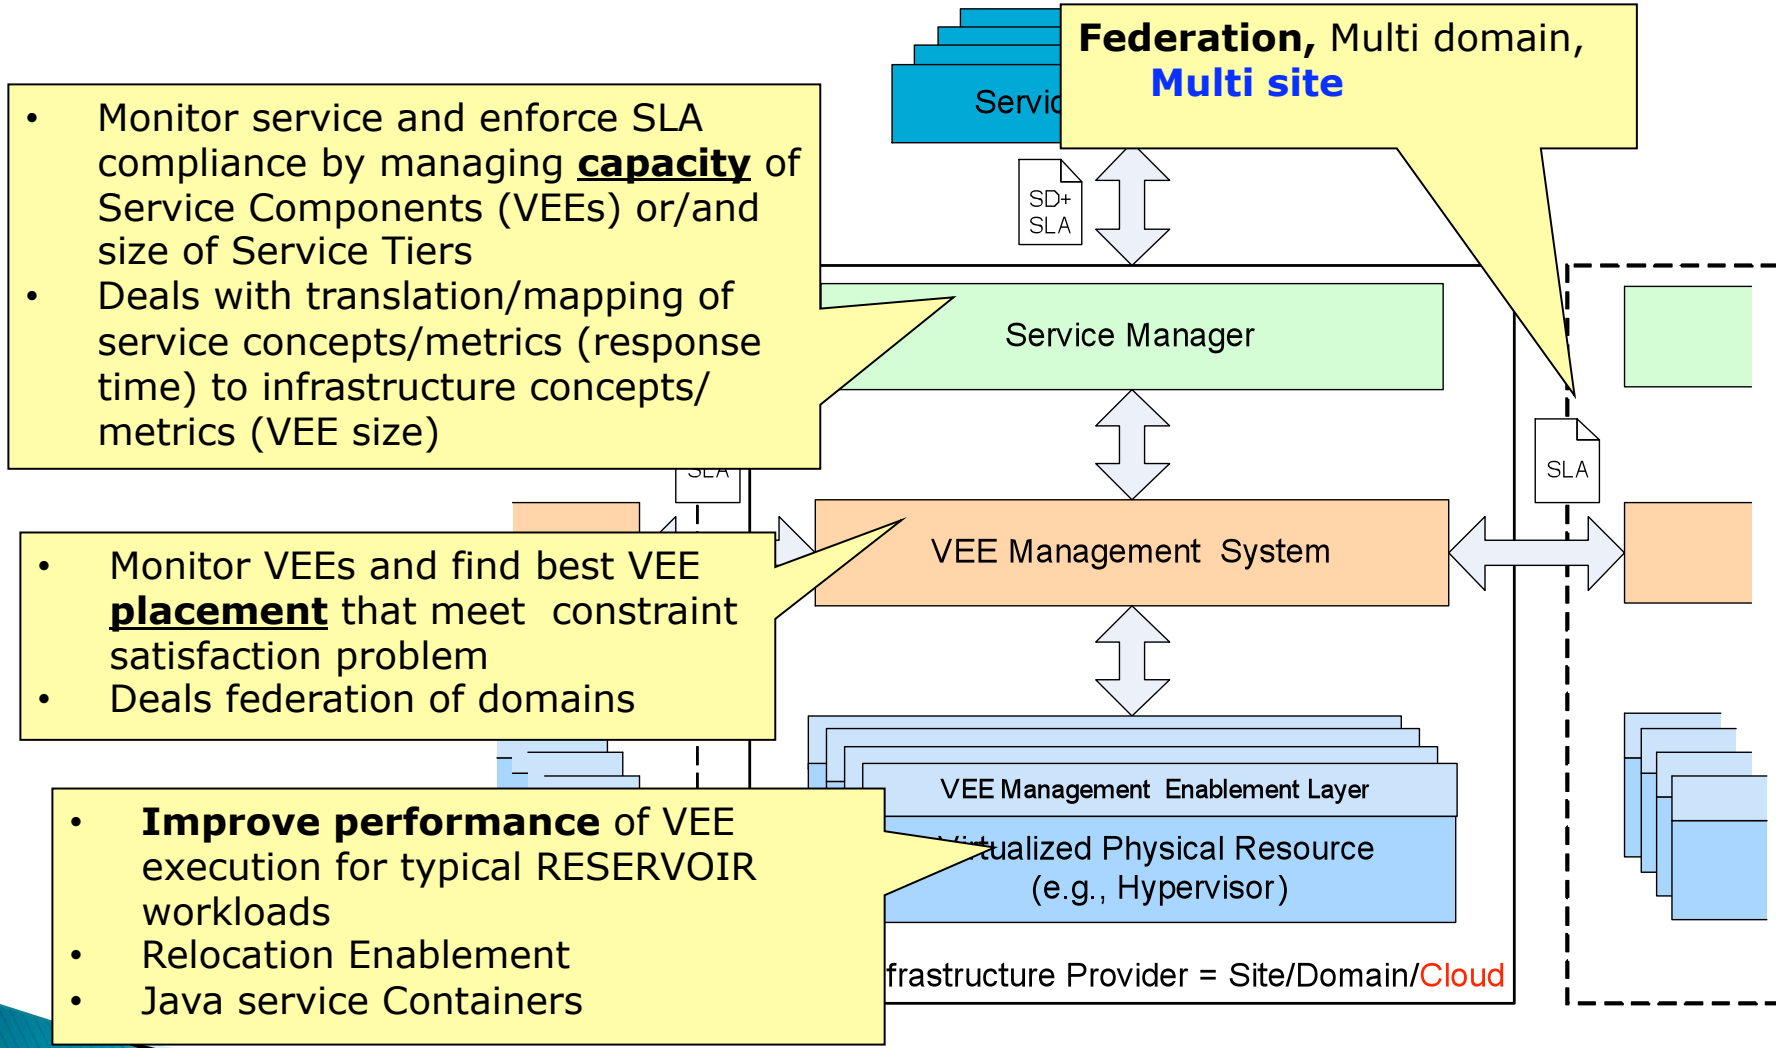 Federation, Multi domain,
Multi site
• Monitor service and enforce SLA
compliance by managing capacity of
Service Components (VEEs) or/and
size of Service Tiers
• Deals with translation/mapping of
service concepts/metrics (response
time) to infrastructure concepts/
metrics (VEE size)
SD+
SLA
Service Manager
SLA
SLA
• Monitor VEEs and find best VEE
placement that meet constraint
satisfaction problem
• Deals federation of domains
VEE Management System
VEE Management Enablement Layer
• Improve performance of VEE
execution for typical RESERVOIR
workloads
• Relocation Enablement
• Java service Containers
Virtualized Physical Resource
(e.g., Hypervisor)
frastructure Provider = Site/Domain/Cloud